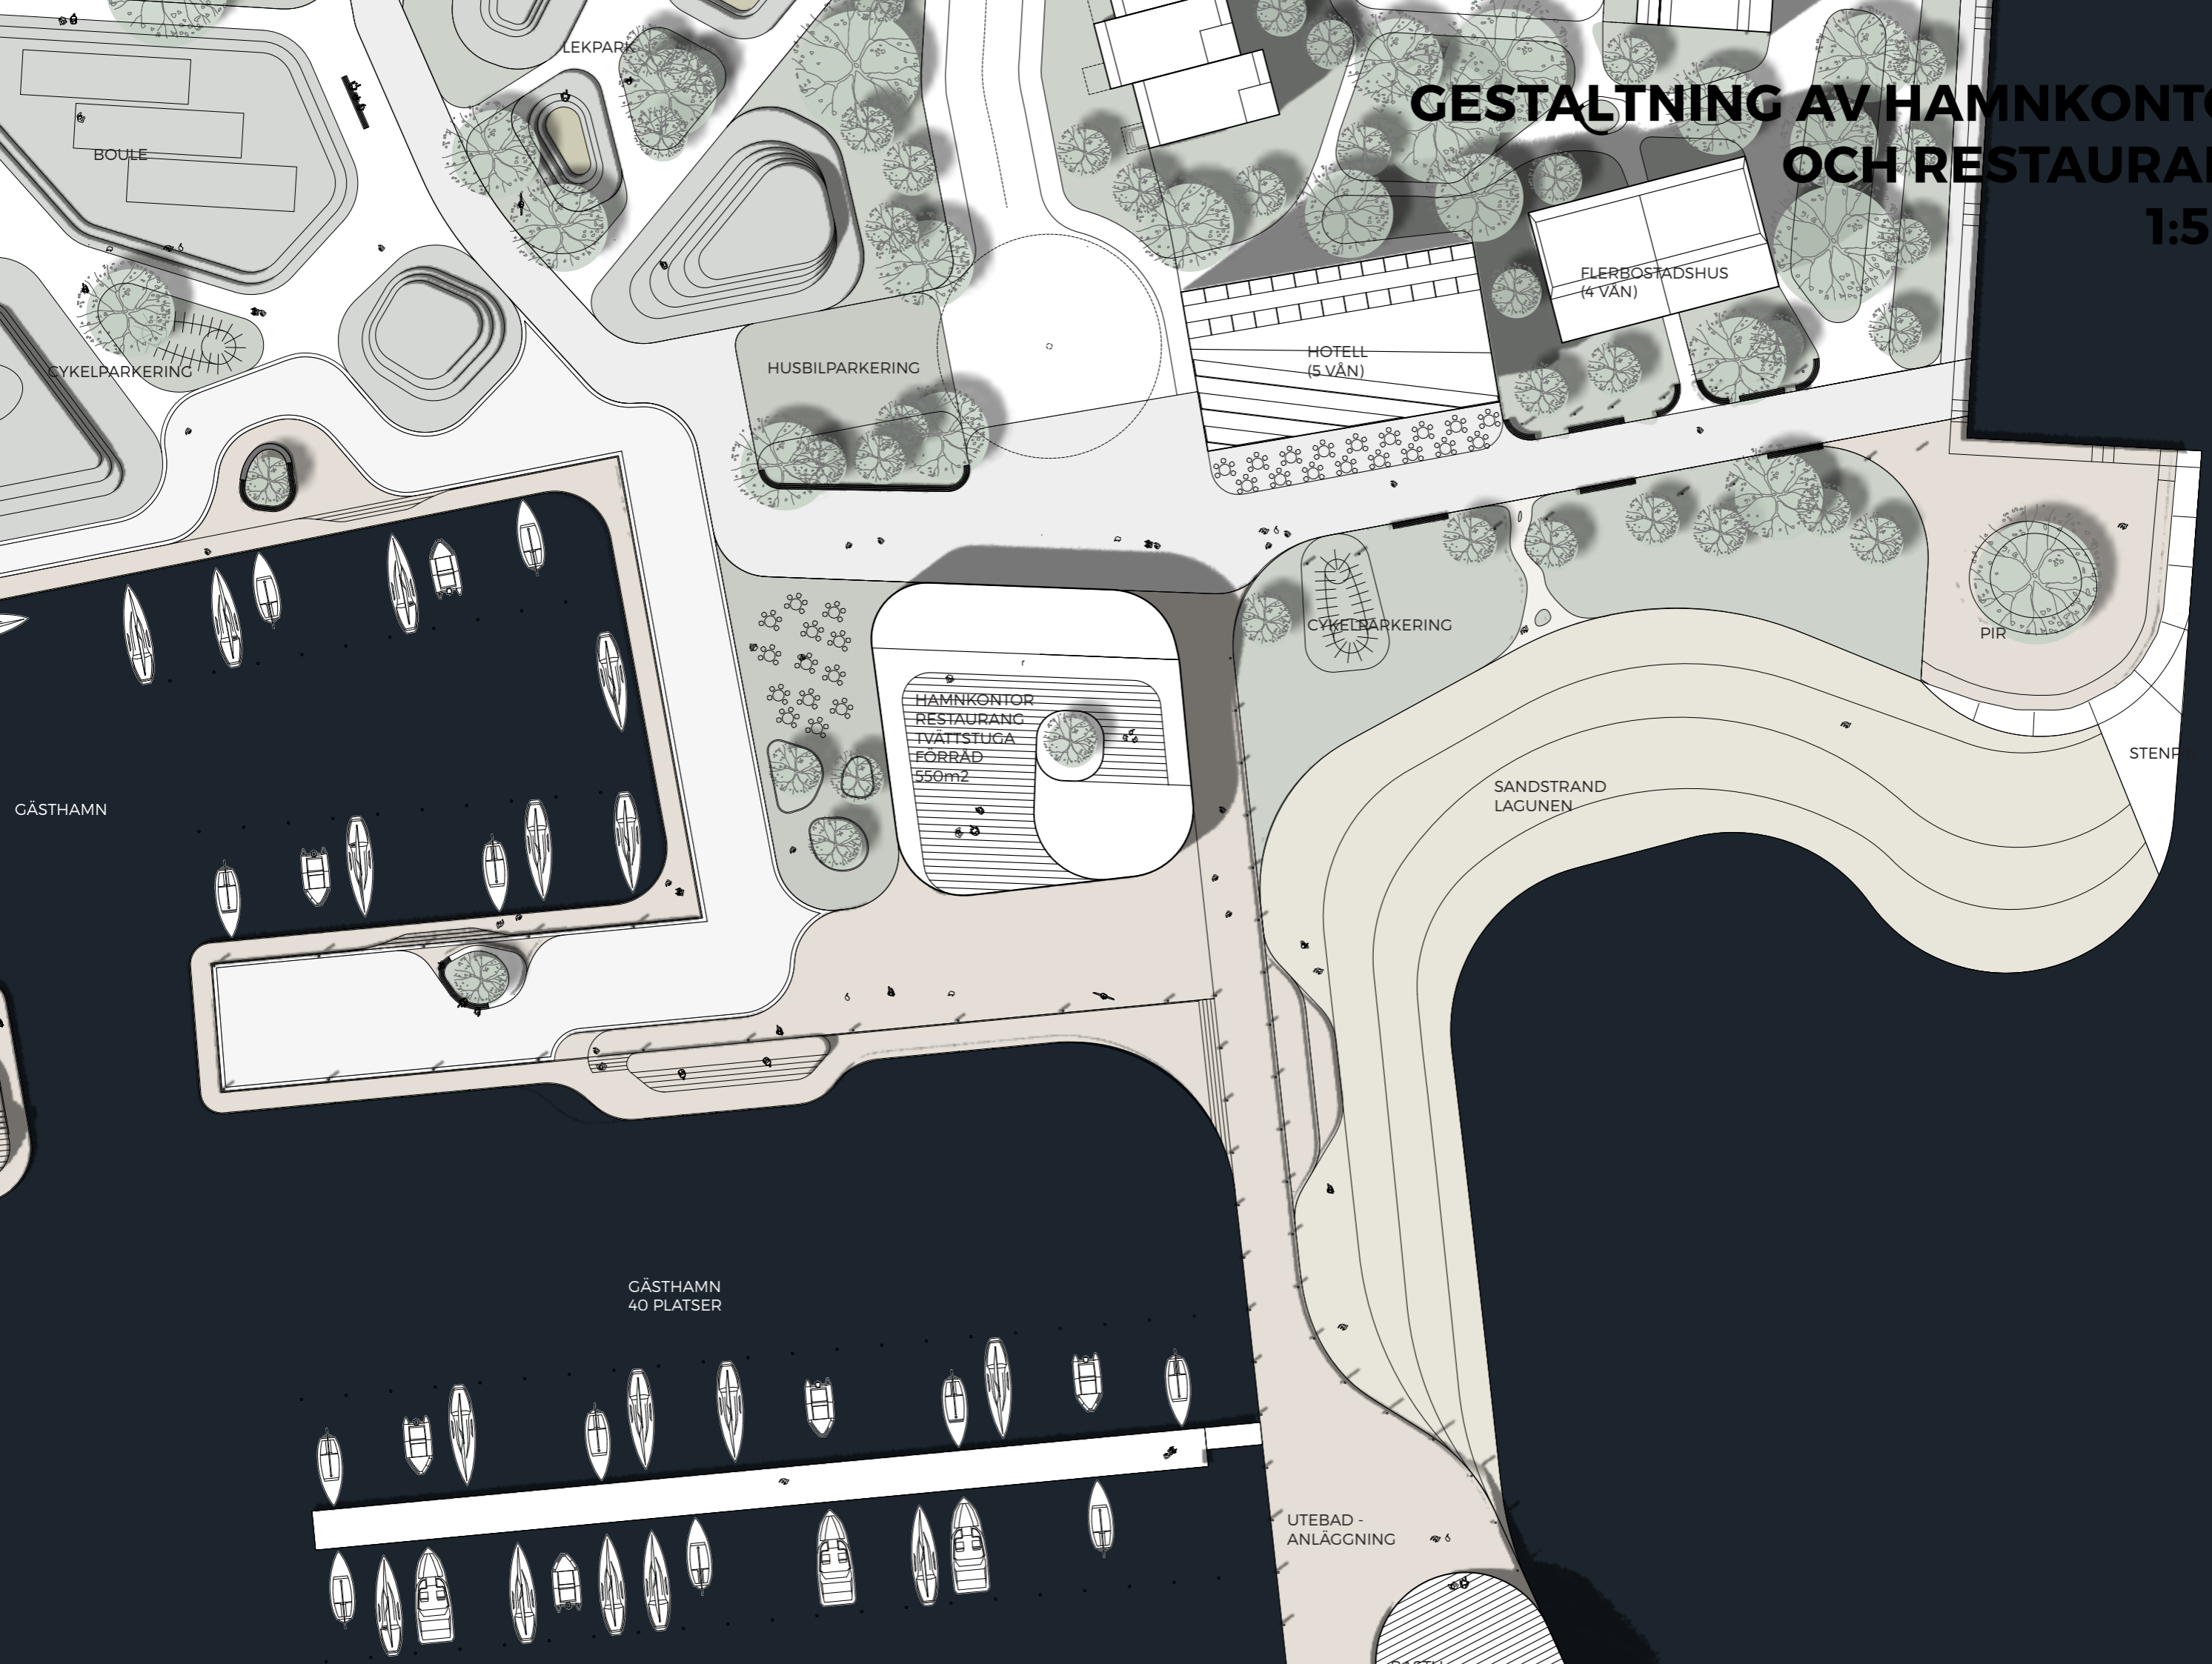 LEKPARK
GESTALTNING AV HAMNKONTO
OCH RESTAURA
1:5
BOULE
FLERBOSTADSHUS
(4 VÅN)
HOTELL
(5 VÅN)
HUSBILPARKERING
CYKELPARKERING
CYKELPARKERING
PIR
HAMNKONTOR
RESTAURANG
TVÄTTSTUGA
FÖRRÅD
550m2
STENP
SANDSTRAND
LAGUNEN
GÄSTHAMN
GÄSTHAMN
40 PLATSER
UTEBAD -
ANLÄGGNING